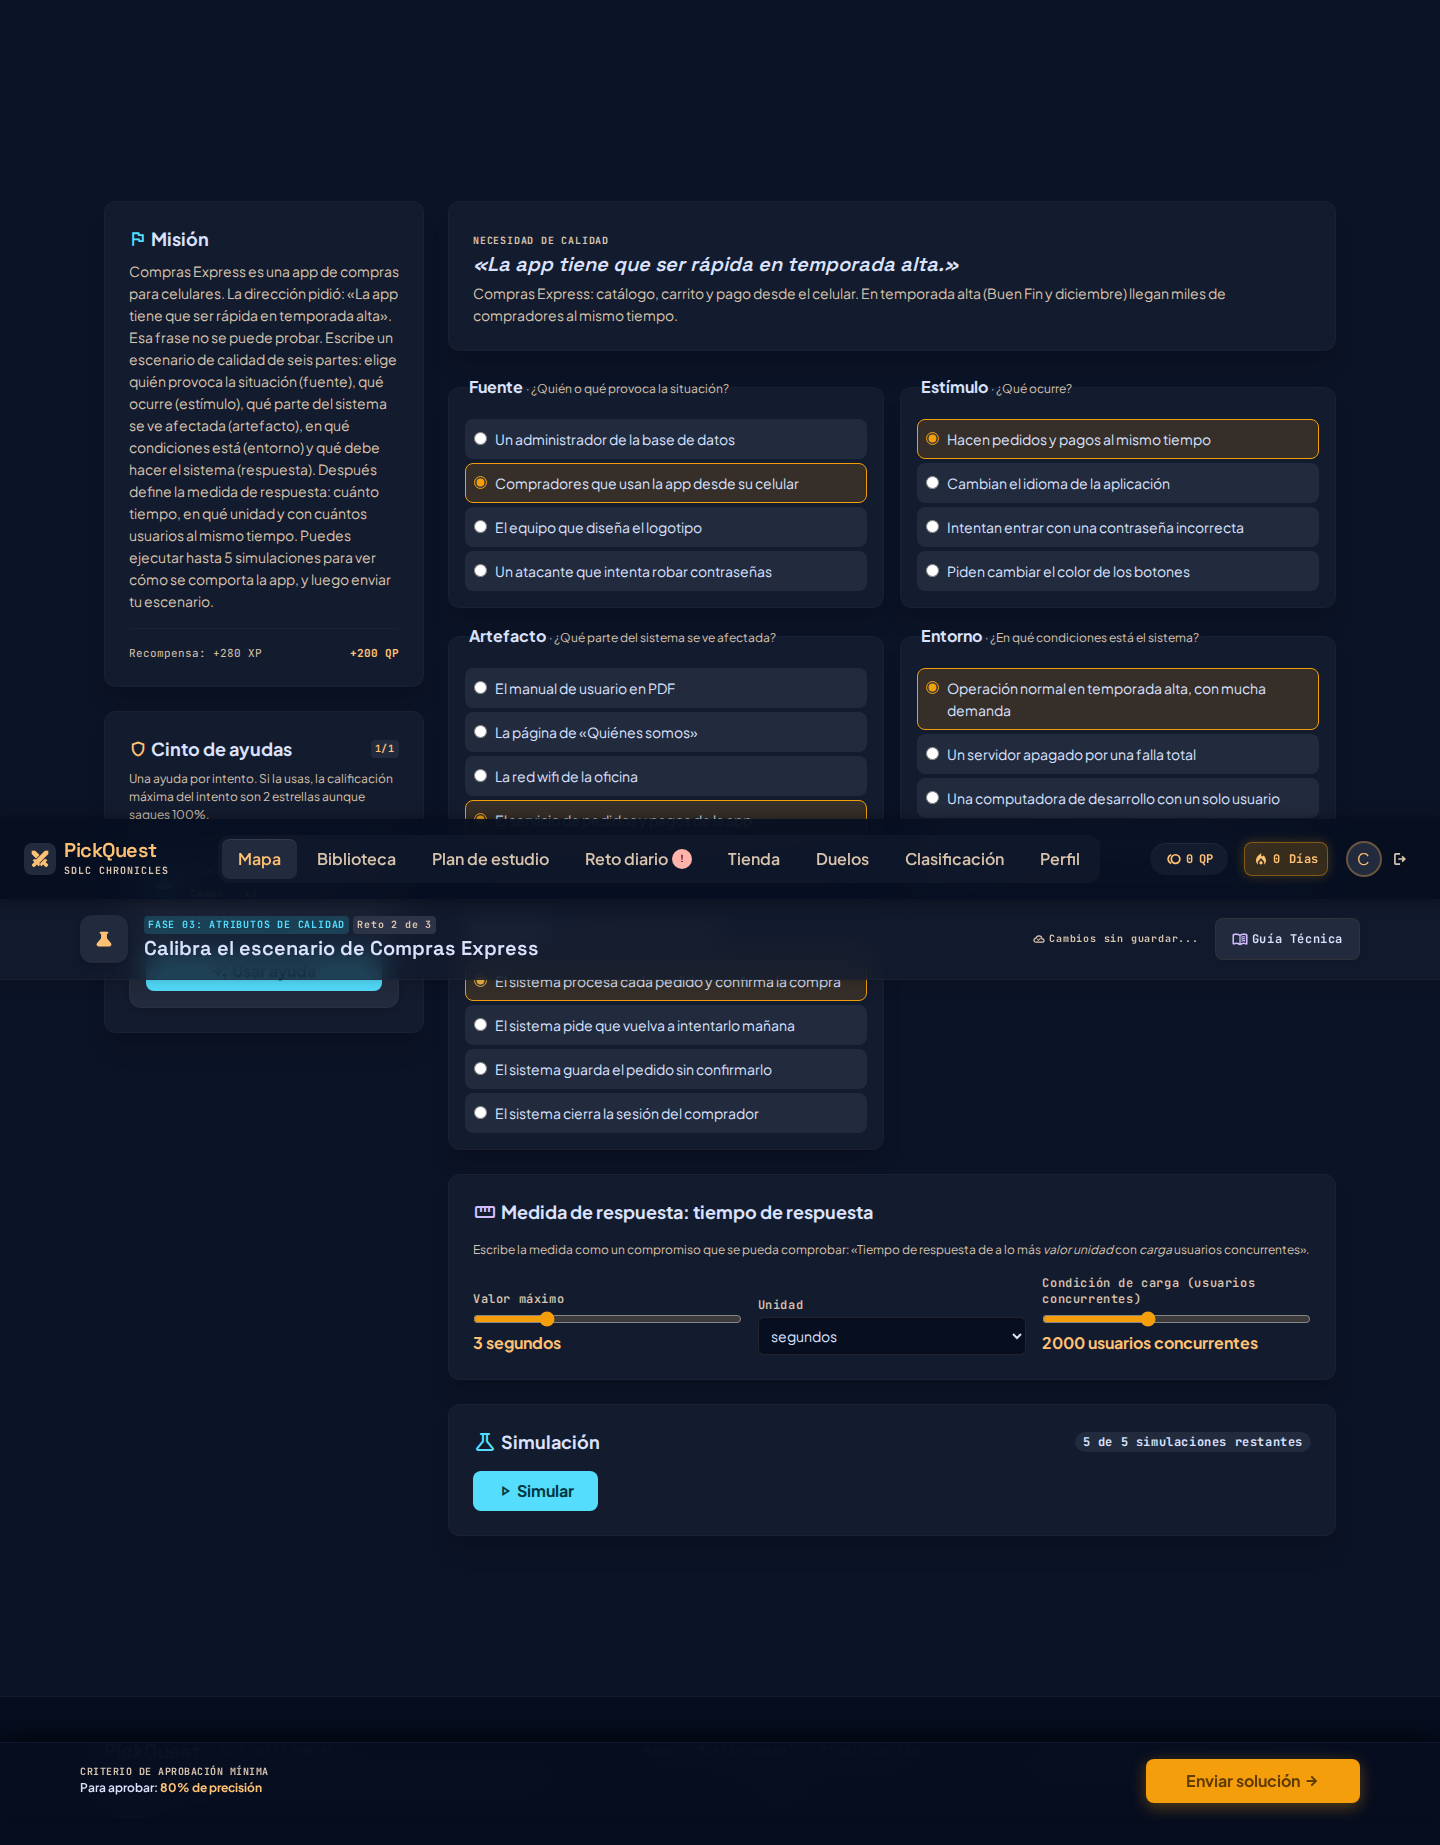 Misión
Compras Express es una app de compras
para celulares. La dirección pidió: «La app
tiene que ser rápida en temporada alta».
Esa frase no se puede probar. Escribe un
escenario de calidad de seis partes: elige
quién provoca la situación (fuente), qué
ocurre (estímulo), qué parte del sistema
se ve afectada (artefacto), en qué
condiciones está (entorno) y qué debe
hacer el sistema (respuesta). Después
define la medida de respuesta: cuánto
tiempo, en qué unidad y con cuántos
usuarios al mismo tiempo. Puedes
ejecutar hasta 5 simulaciones para ver
cómo se comporta la app, y luego enviar
tu escenario.
Recompensa: +280 XP
+200 QP
Cinto de ayudas
1/1
Una ayuda por intento. Si la usas, la calificación
máxima del intento son 2 estrellas aunque
saques 100%.
NECESIDAD DE CALIDAD
«La app tiene que ser rápida en temporada alta.»
Compras Express: catálogo, carrito y pago desde el celular. En temporada alta (Buen Fin y diciembre) llegan miles de
compradores al mismo tiempo.
Fuente · ¿Quién o qué provoca la situación?
Un administrador de la base de datos
Compradores que usan la app desde su celular
El equipo que diseña el logotipo
Un atacante que intenta robar contraseñas
Estímulo · ¿Qué ocurre?
Hacen pedidos y pagos al mismo tiempo
Cambian el idioma de la aplicación
Intentan entrar con una contraseña incorrecta
Piden cambiar el color de los botones
Artefacto · ¿Qué parte del sistema se ve afectada?
El manual de usuario en PDF
La página de «Quiénes somos»
La red wifi de la oficina
El servicio de pedidos y pagos de la app
Entorno · ¿En qué condiciones está el sistema?
Operación normal en temporada alta, con mucha
demanda
Un servidor apagado por una falla total
Una computadora de desarrollo con un solo usuario
PickQuest
SDLC CHRONICLES
Mapa
Biblioteca
Plan de estudio
Reto diario !
Tienda
Duelos
Clasificación
Perfil
0 QP
0 Días
C
FASE 03: ATRIBUTOS DE CALIDAD
Reto 2 de 3
Calibra el escenario de Compras Express
Cambios sin guardar...
Guía Técnica
Usar ayuda
El sistema procesa cada pedido y confirma la compra
El sistema pide que vuelva a intentarlo mañana
El sistema guarda el pedido sin confirmarlo
El sistema cierra la sesión del comprador
Medida de respuesta: tiempo de respuesta
Escribe la medida como un compromiso que se pueda comprobar: «Tiempo de respuesta de a lo más valor unidad con carga usuarios concurrentes».
Valor máximo
3 segundos
Unidad
segundos
Condición de carga (usuarios
concurrentes)
2000 usuarios concurrentes
Simulación
5 de 5 simulaciones restantes
Simular
PickQuest
CRITERIO DE APROBACIÓN MÍNIMA
Para aprobar: 80% de precisión
Enviar solución →